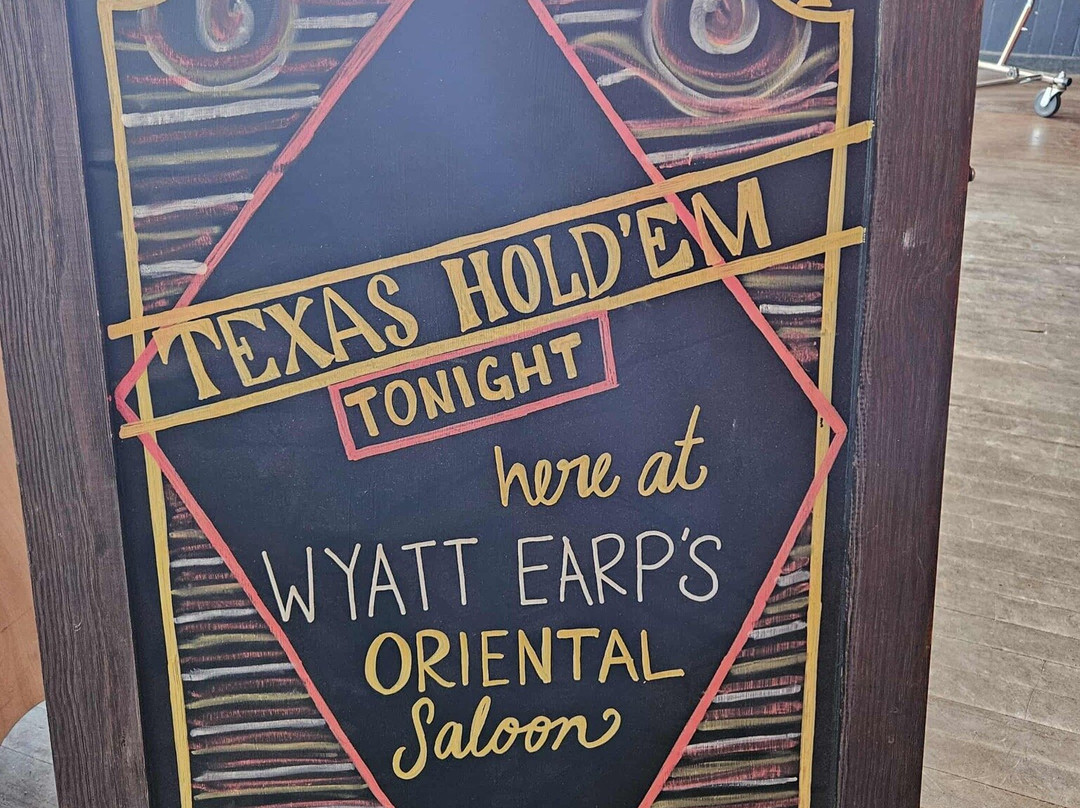 TEXAS HOLD'EM
TONIGHT
here at
WYATT EARP'S
ORIENTAL
Saloon